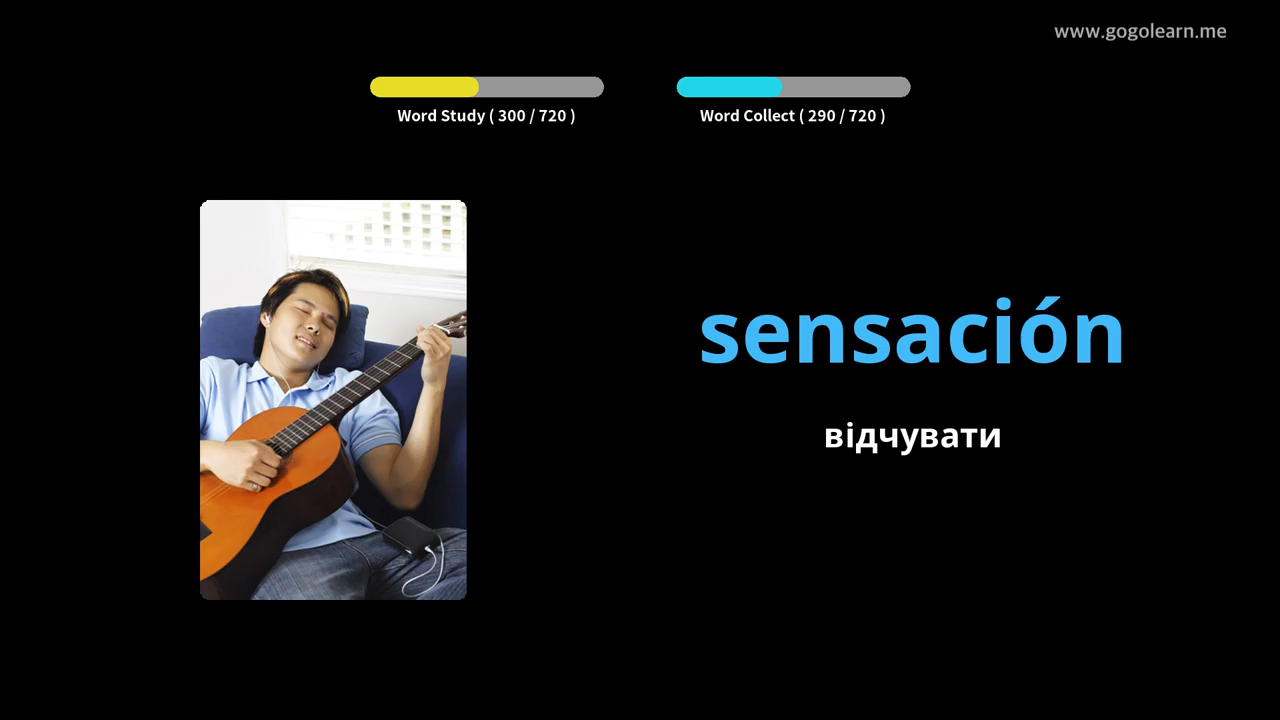 www.gogolearn.me
Word Study ( 300 / 720 )
Word Collect ( 290 / 720 )
sensación
відчувати